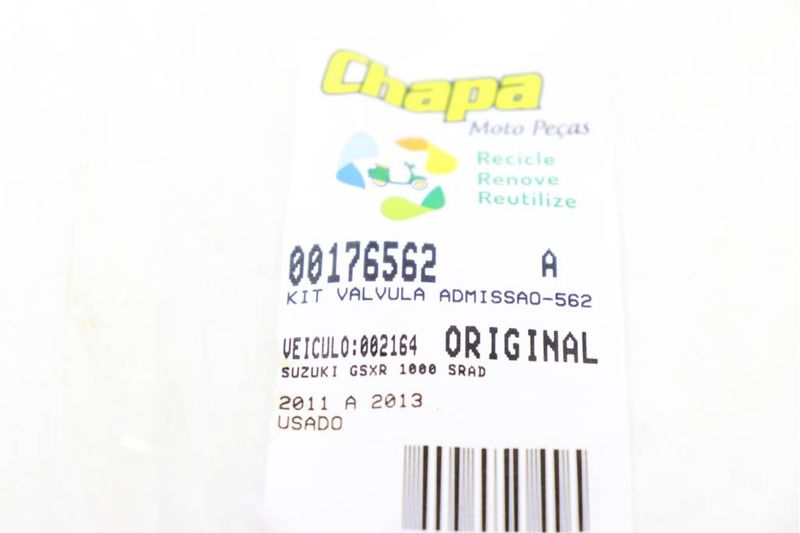 Chapa
Moto Peças
Recicle
Renove
Reutilize
00176562 A
KIT VALVULA ADMISSAO-562
VEICULO:002164 ORIGINAL
SUZUKI GSXR 1000 SRAD
2011 A 2013
USADO